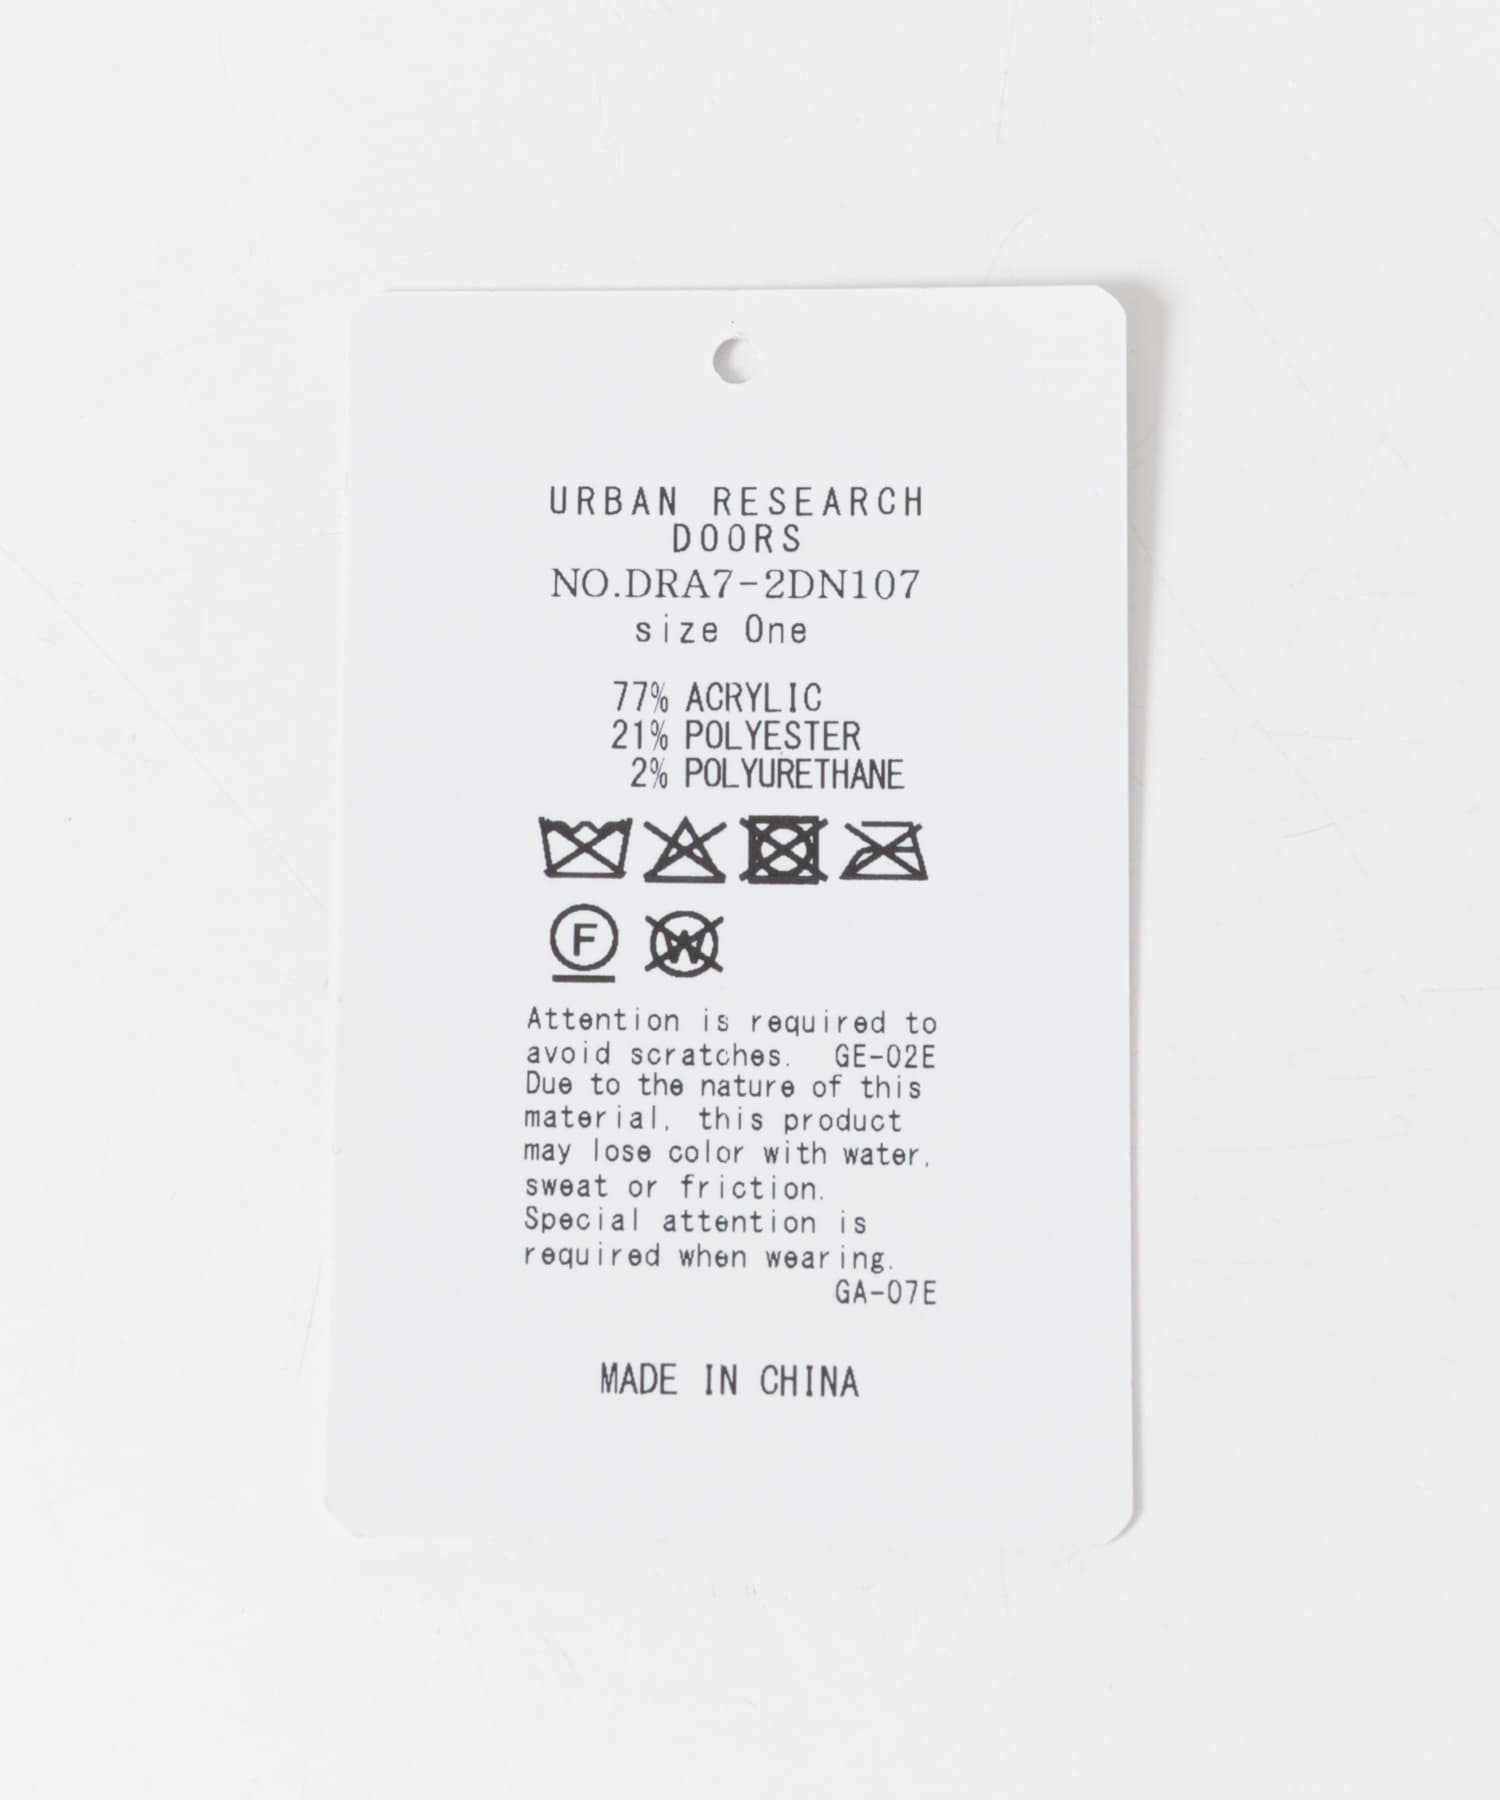 URBAN RESEARCH
DOORS
NO.DRA7-2DN107
size One
77% ACRYLIC
21% POLYESTER
2% POLYURETHANE
F W
Attention is required to
avoid scratches. GE-02E
Due to the nature of this
material, this product
may lose color with water,
sweat or friction.
Special attention is
required when wearing.
GA-07E
MADE IN CHINA